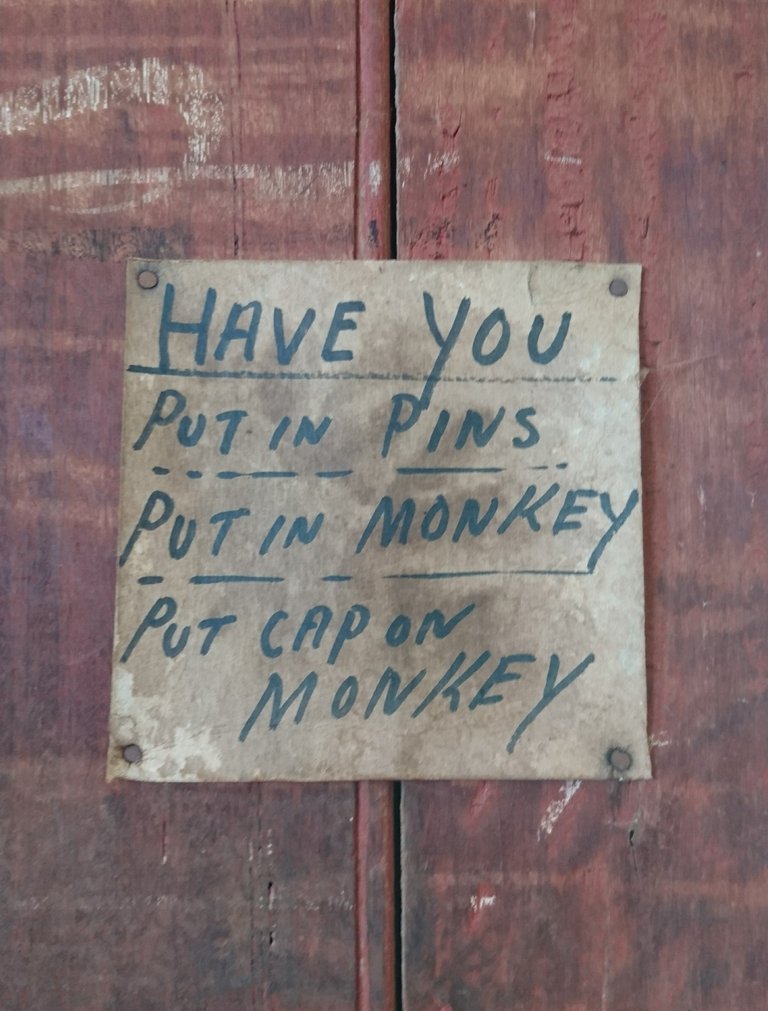 HAVE YOU
PUT IN PINS
PUT IN MONKEY
PUT CAP ON
MONKEY